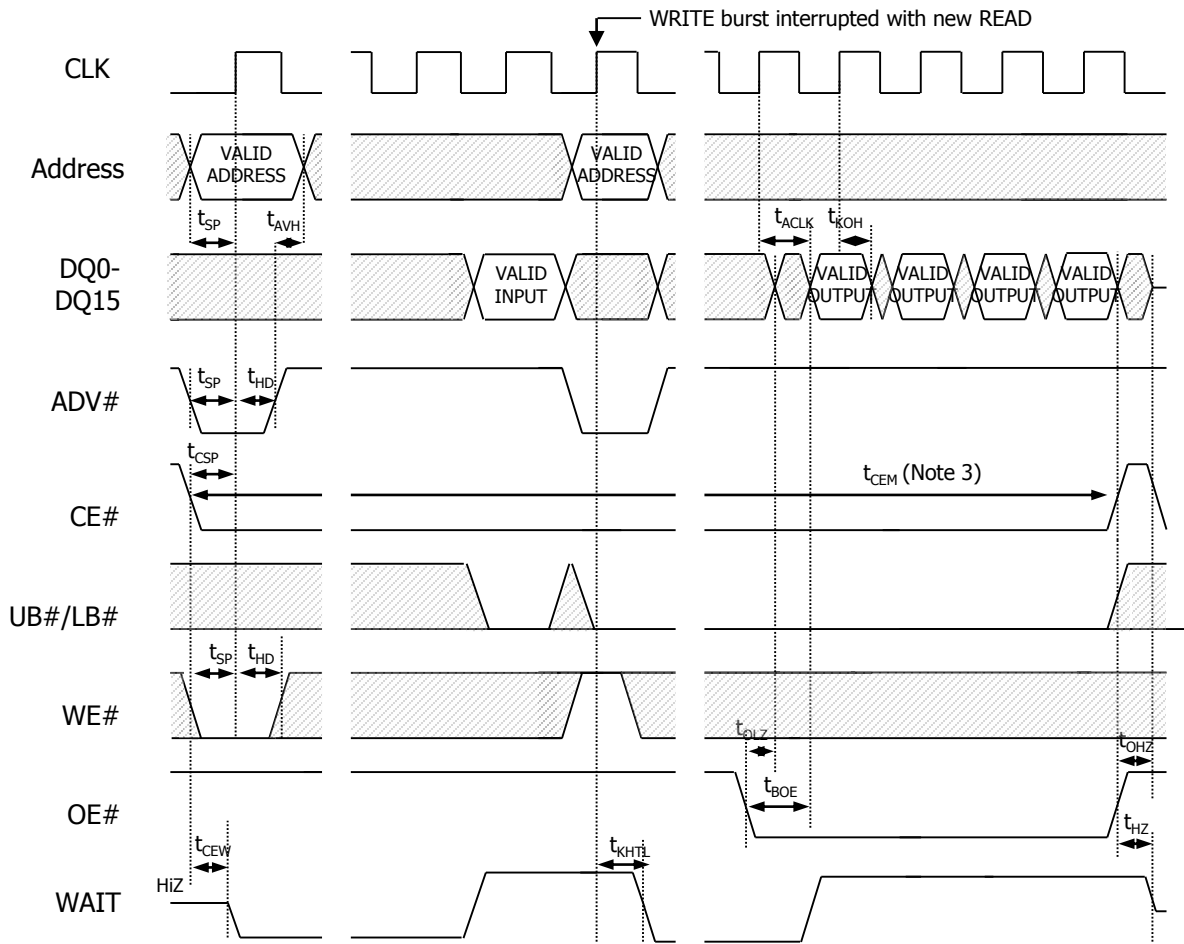 WRITE burst interrupted with new READ
CLK
Address
VALID
ADDRESS
VALID
ADDRESS
tSP
tAVH
tACLK
tKOH
DQ0-
DQ15
VALID
INPUT
VALID
OUTPUT
VALID
OUTPUT
VALID
OUTPUT
VALID
OUTPUT
ADV#
tSP
tHD
tCSP
tCEM (Note 3)
CE#
UB#/LB#
tSP
tHD
WE#
tOLZ
tOHZ
OE#
tBOE
tHZ
tCEW
tKHTL
HiZ
WAIT